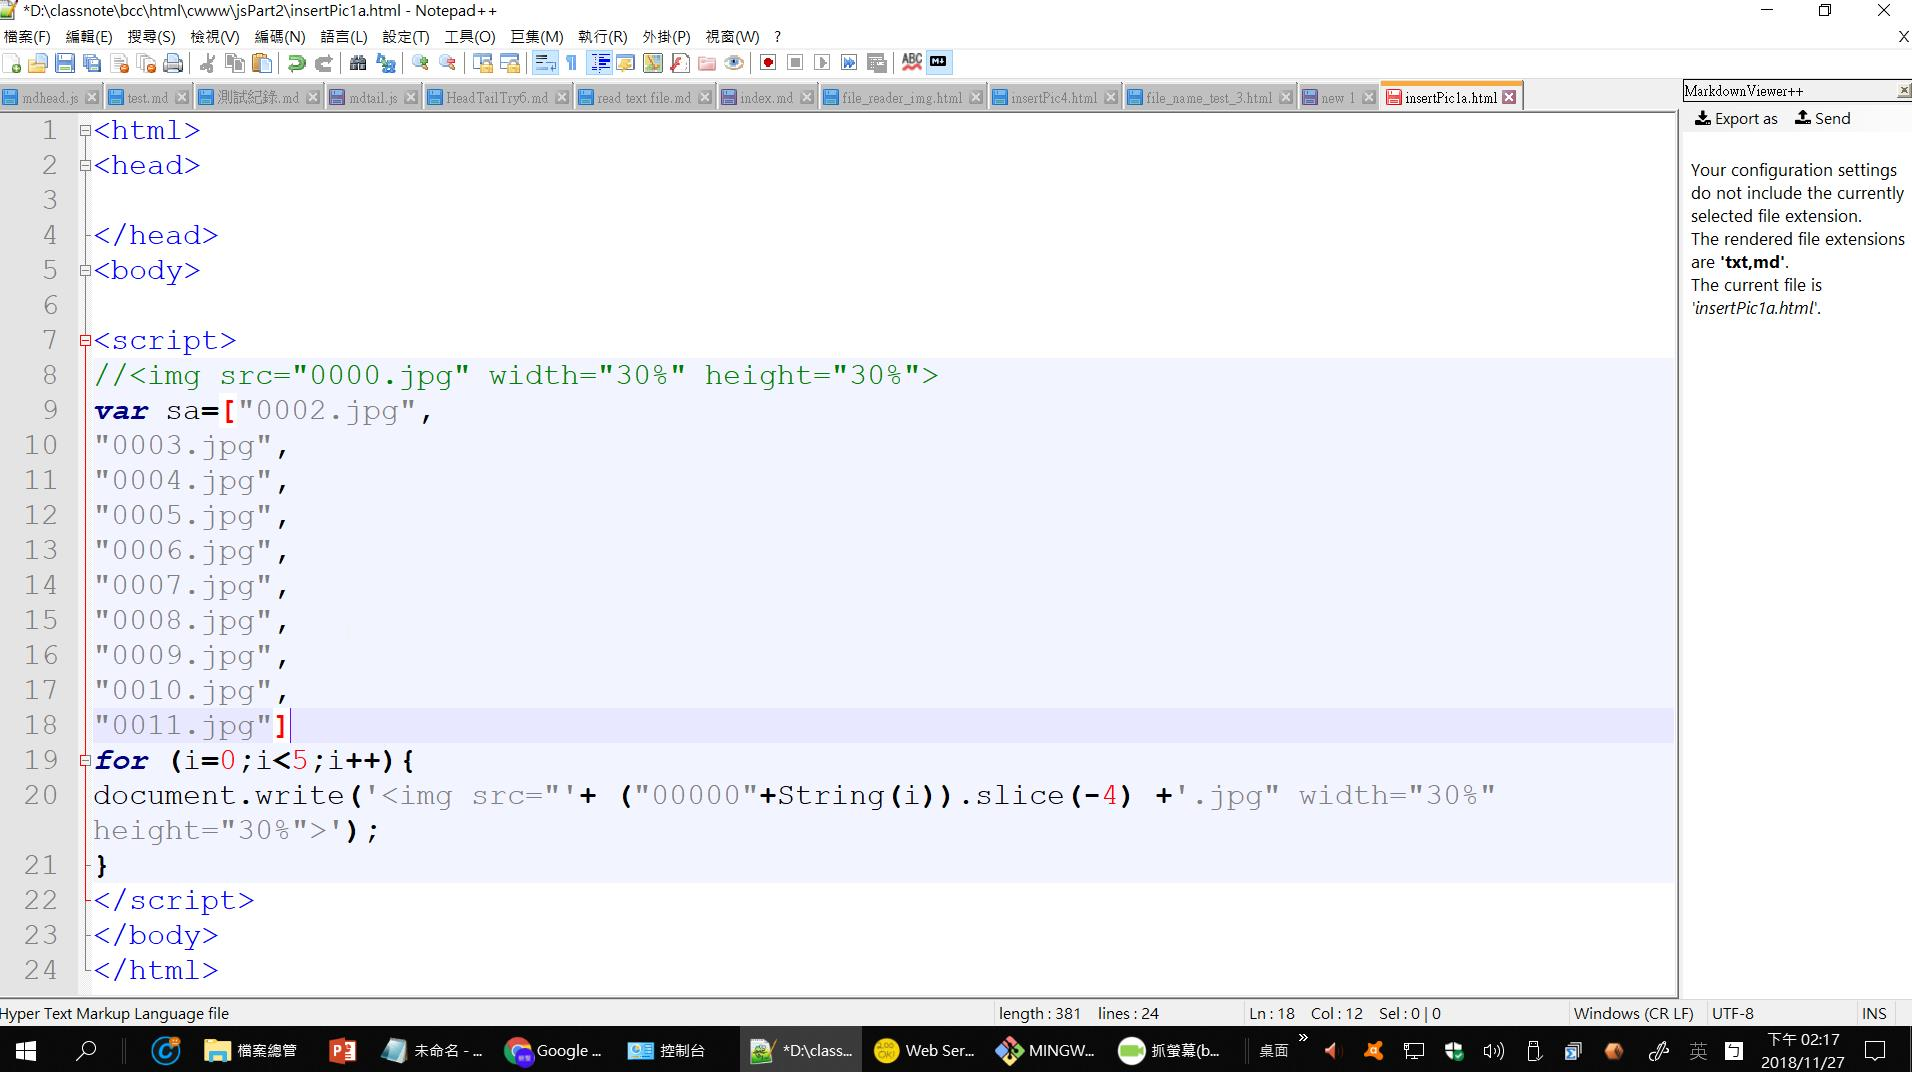 *D:\classnote\bcc\html\cwww\jsPart2\insertPic1a.html - Notepad++
檔案(F) 編輯(E) 搜尋(S) 檢視(V) 編碼(N) 語言(L) 設定(T) 工具(O) 巨集(M) 執行(R) 外掛(P) 視窗(W) ? X
ABC
mdhead.js test.md 測試紀錄.md mdtail.js HeadTailTry6.md read text file.md index.md file_reader_img.html insertPic4.html file_name_test_3.html new 1 insertPic1a.html
1 <html>
2 <head>
3
4 </head>
5 <body>
6
7 <script>
8 //<img src="0000.jpg" width="30%" height="30%">
9 var sa=["0002.jpg",
10 "0003.jpg",
11 "0004.jpg",
12 "0005.jpg",
13 "0006.jpg",
14 "0007.jpg",
15 "0008.jpg",
16 "0009.jpg",
17 "0010.jpg",
18 "0011.jpg"]
19 for (i=0;i<5;i++){
20 document.write('<img src="'+ ("00000"+String(i)).slice(-4) +'.jpg" width="30%"
height="30%">');
21 }
22 </script>
23 </body>
24 </html>
MarkdownViewer++
Export as Send
Your configuration settings
do not include the currently
selected file extension.
The rendered file extensions
are 'txt,md'.
The current file is
'insertPic1a.html'.
Hyper Text Markup Language file length : 381 lines : 24 Ln : 18 Col : 12 Sel : 0 | 0 Windows (CR LF) UTF-8 INS
檔案總管 未命名 - ... Google ... 控制台 *D:\class... Web Ser... MINGW... 抓螢幕(b... 桌面 » 英 下午 02:17
2018/11/27